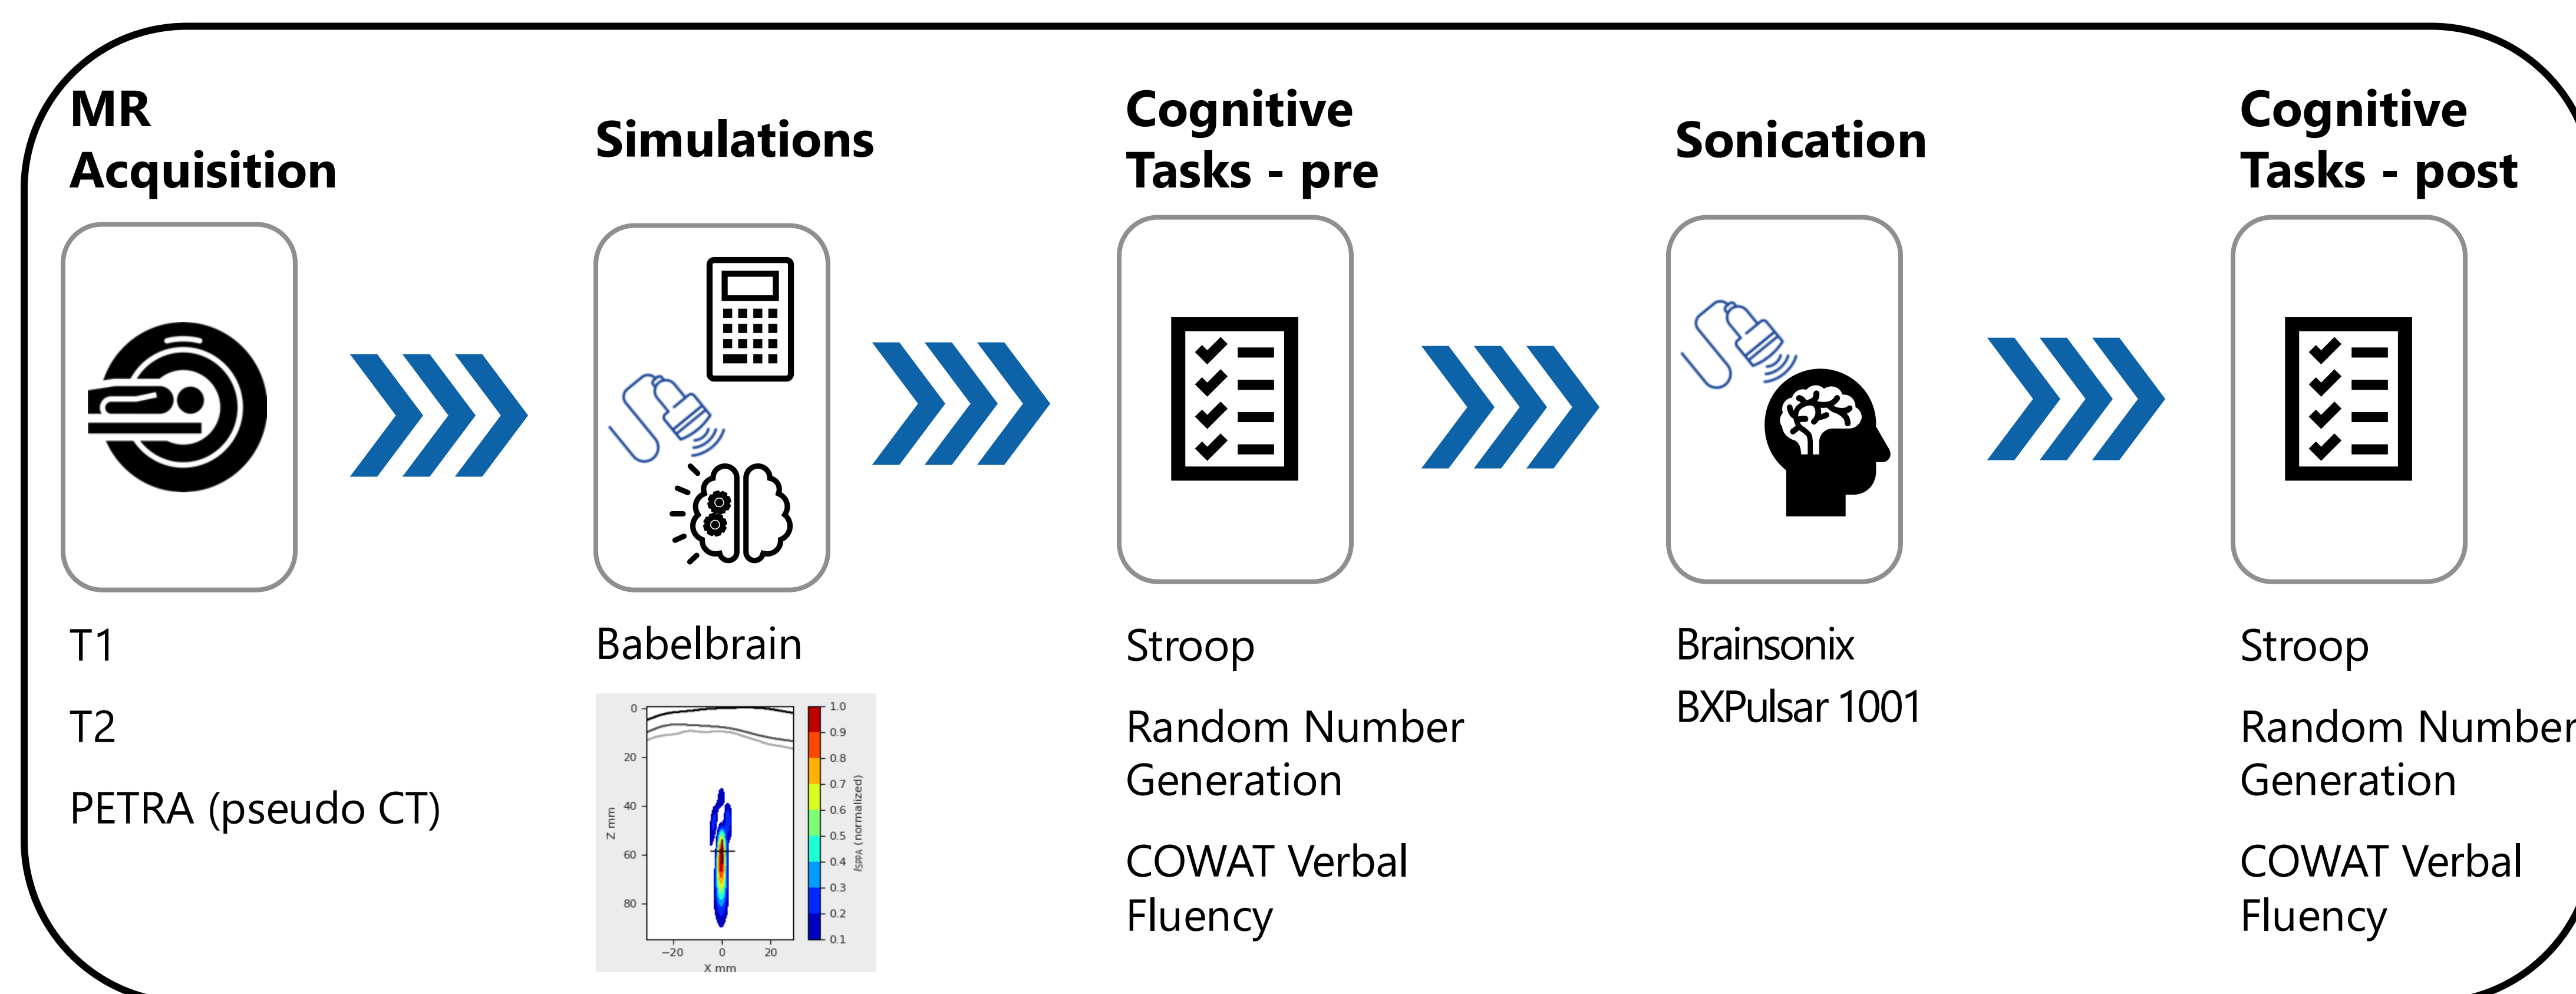 MR
Acquisition
Simulations
Cognitive
Tasks - pre
Sonication
Cognitive
Tasks - post
T1
T2
PETRA (pseudo CT)
Babelbrain
0
20
40
60
80
Z mm
−20
0
20
X mm
1.0
0.9
0.8
0.7
0.6
0.5
0.4
0.3
0.2
0.1
ISPPA (normalized)
Stroop
Random Number
Generation
COWAT Verbal
Fluency
Brainsonix
BXPulsar 1001
Stroop
Random Number
Generation
COWAT Verbal
Fluency